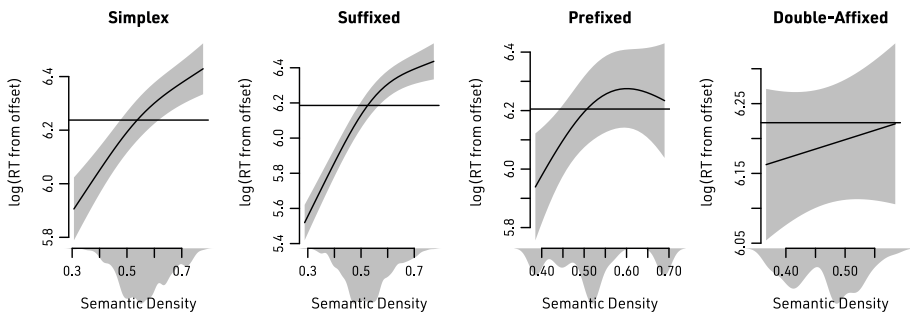 Simplex
Suffixed
Prefixed
Double-Affixed
log(RT from offset)
5.8 6.0 6.2 6.4
0.3 0.5 0.7
Semantic Density
log(RT from offset)
5.4 5.6 5.8 6.0 6.2 6.4
0.3 0.5 0.7
Semantic Density
log(RT from offset)
5.8 6.0 6.2 6.4
0.40 0.50 0.60 0.70
Semantic Density
log(RT from offset)
6.05 6.15 6.25
0.40 0.50
Semantic Density